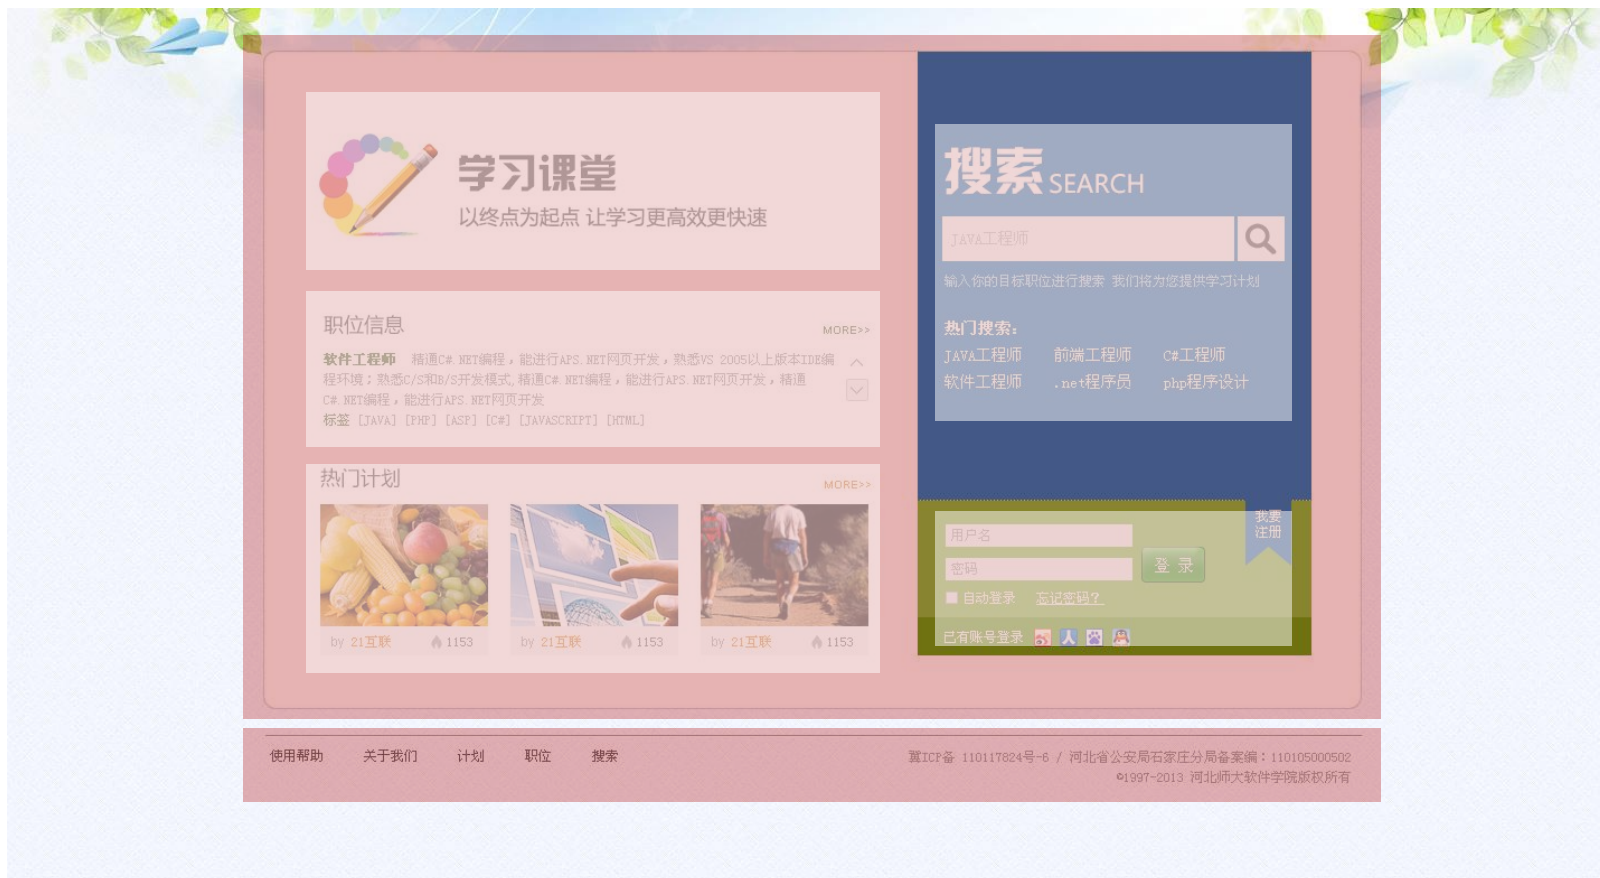 学习课堂
以终点为起点 让学习更高效更快速
职位信息
MORE>>
软件工程师 精通C#.NET编程，能进行APS.NET网页开发，熟悉VS 2005以上版本IDE编
程环境；熟悉C/S和B/S开发模式,精通C#.NET编程，能进行APS.NET网页开发，精通
C#.NET编程，能进行APS.NET网页开发
标签 [JAVA] [PHP] [ASP] [C#] [JAVASCRIPT] [HTML]
热门计划
MORE>>
by 21互联 1153
by 21互联 1153
by 21互联 1153
搜索 SEARCH
JAVA工程师
输入你的目标职位进行搜索 我们将为您提供学习计划
热门搜索：
JAVA工程师 前端工程师 C#工程师
软件工程师 .net程序员 php程序设计
我要
注册
用户名
密码
登 录
自动登录 忘记密码？
已有账号登录
使用帮助 关于我们 计划 职位 搜索
冀ICP备 110117824号-6 / 河北省公安局石家庄分局备案编：110105000502
©1997-2013 河北师大软件学院版权所有